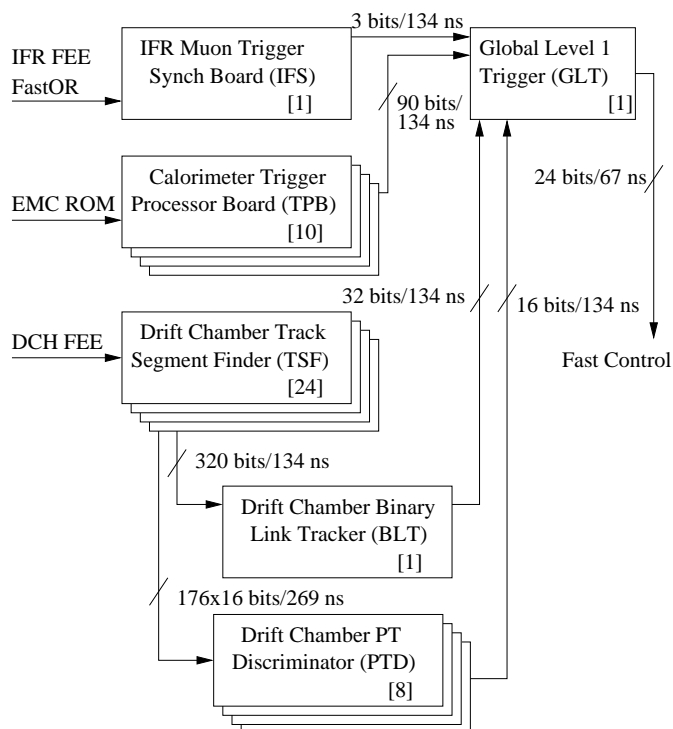 3 bits/134 ns
IFR FEE
FastOR
IFR Muon Trigger
Synch Board (IFS)
[1]
Global Level 1
Trigger (GLT)
[1]
90 bits/
134 ns
24 bits/67 ns
EMC ROM
Calorimeter Trigger
Processor Board (TPB)
[10]
32 bits/134 ns
16 bits/134 ns
DCH FEE
Drift Chamber Track
Segment Finder (TSF)
[24]
Fast Control
320 bits/134 ns
Drift Chamber Binary
Link Tracker (BLT)
[1]
176x16 bits/269 ns
Drift Chamber PT
Discriminator (PTD)
[8]